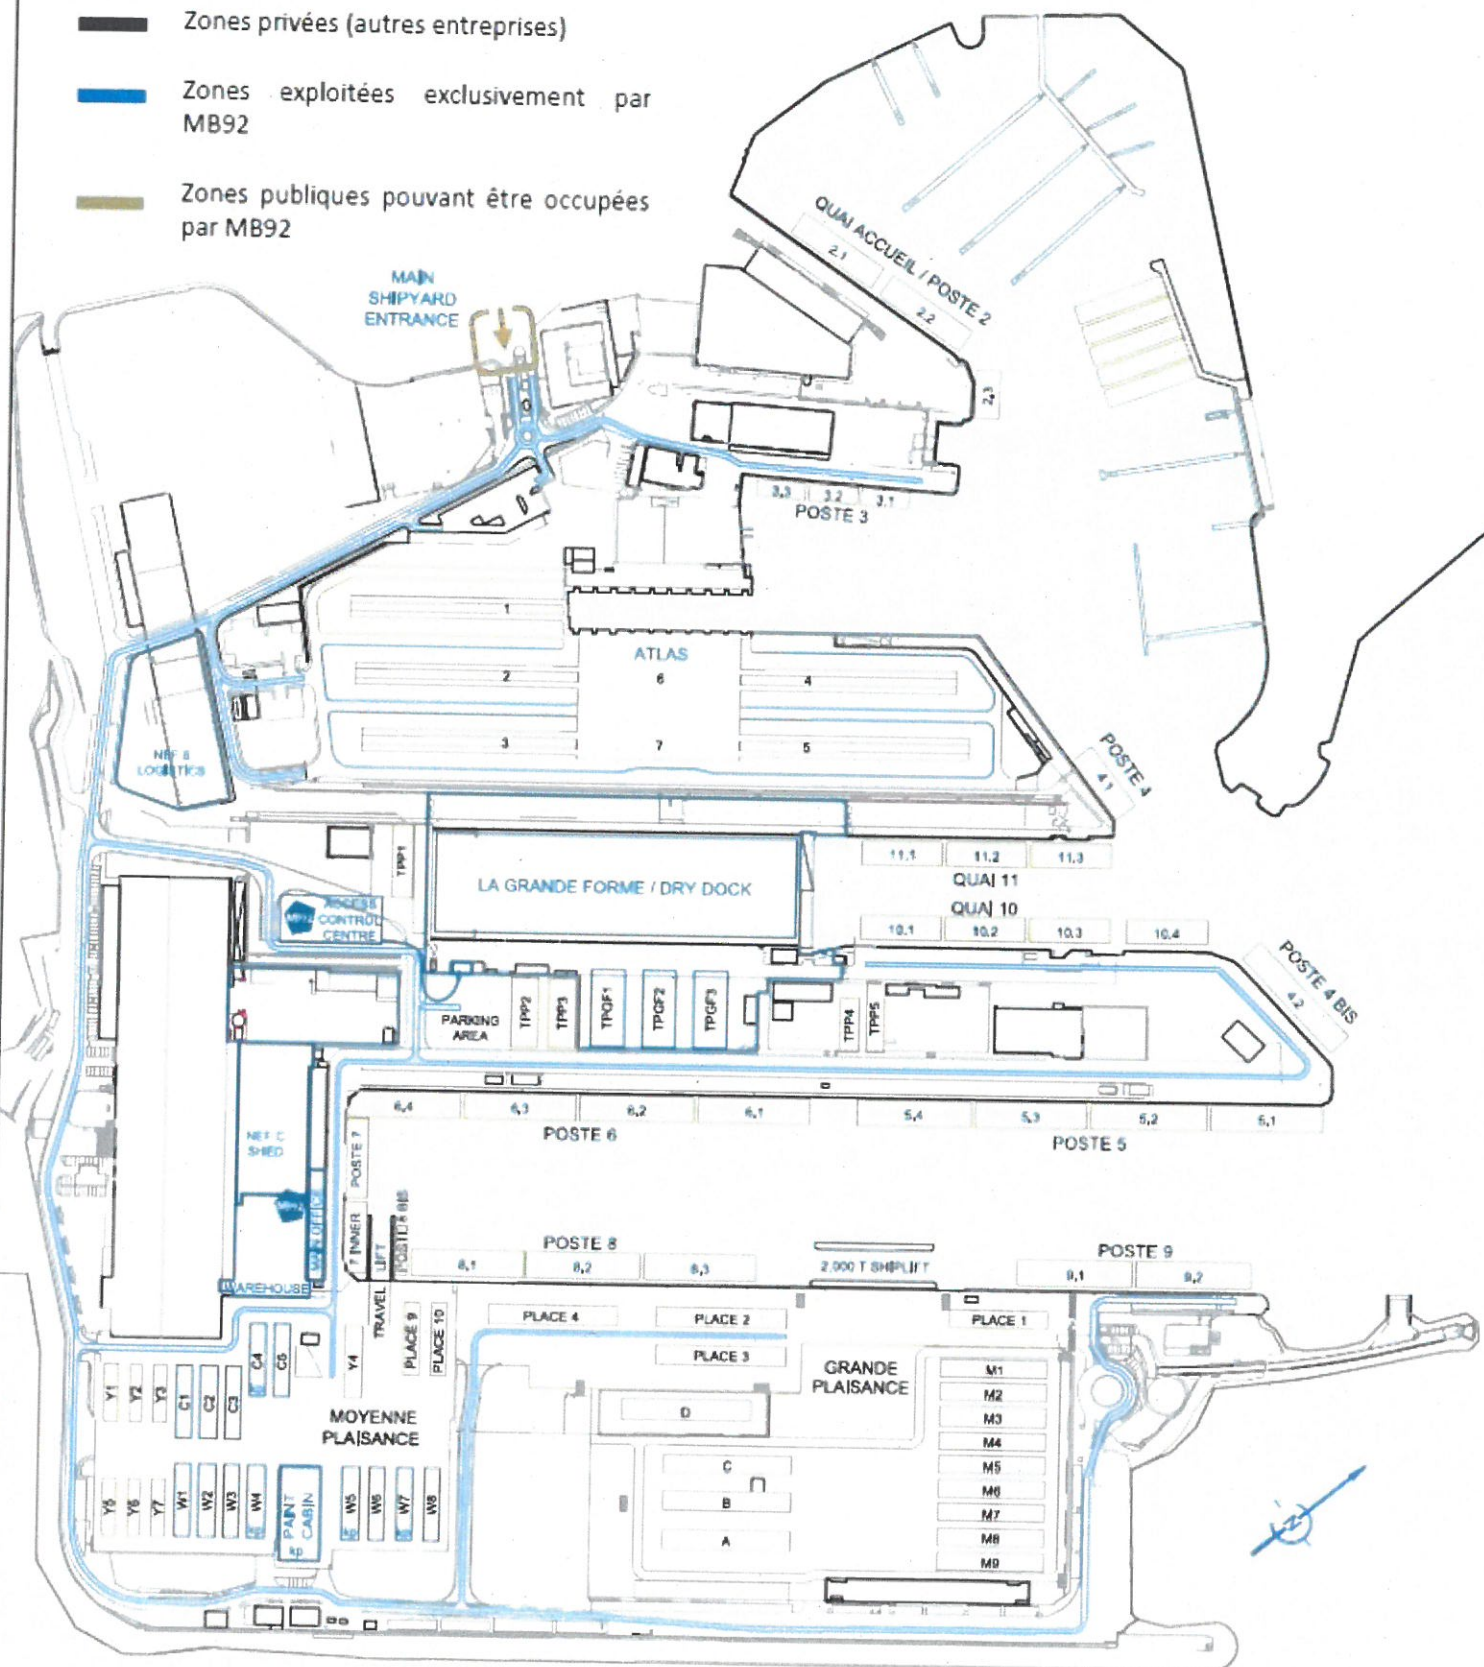 Zones privées (autres entreprises)
Zones exploitées exclusivement par
MB92
Zones publiques pouvant être occupées
par MB92
MAIN
SHIPYARD
ENTRANCE
QUAI ACCUEIL / POSTE 2
2.1
2.2
2,3
3,3 3.2 3.1
POSTE 3
1
ATLAS
2 6 4
3 7 5
NEF B
LOGISTICS
POSTE 4
4.1
TPP1
LA GRANDE FORME / DRY DOCK
11.1 11.2 11.3
QUAI 11
QUAI 10
10.1 10.2 10.3 10.4
ACCESS
CONTROL
CENTRE
POSTE 4 BIS
4.2
PARKING
AREA
TPP2
TPP3
TPGF1
TPGF2
TPGF3
TPP4
TPP5
6,4 6,3 6,2 6,1 5,4 5,3 5,2 5,1
POSTE 6
POSTE 5
NEF C
SHED
MAIN OFFICE
WAREHOUSE
POSTE 7
7 INNER
TRAVEL LIFT
POSTE 8 BIS
POSTE 8
8,1 8,2 8,3
2.000 T SHIPLIFT
POSTE 9
9,1 9,2
PLACE 9
PLACE 10
PLACE 4
PLACE 2
PLACE 3
PLACE 1
GRANDE
PLAISANCE
MOYENNE
PLAISANCE
Y1
Y2
Y3
C1
C2
C3
C4
C5
Y4
D
C
B
A
M1
M2
M3
M4
M5
M6
M7
M8
M9
Y5
Y6
Y7
W1
W2
W3
W4
PAINT
CABIN
kp
W5
W6
W7
W8
N